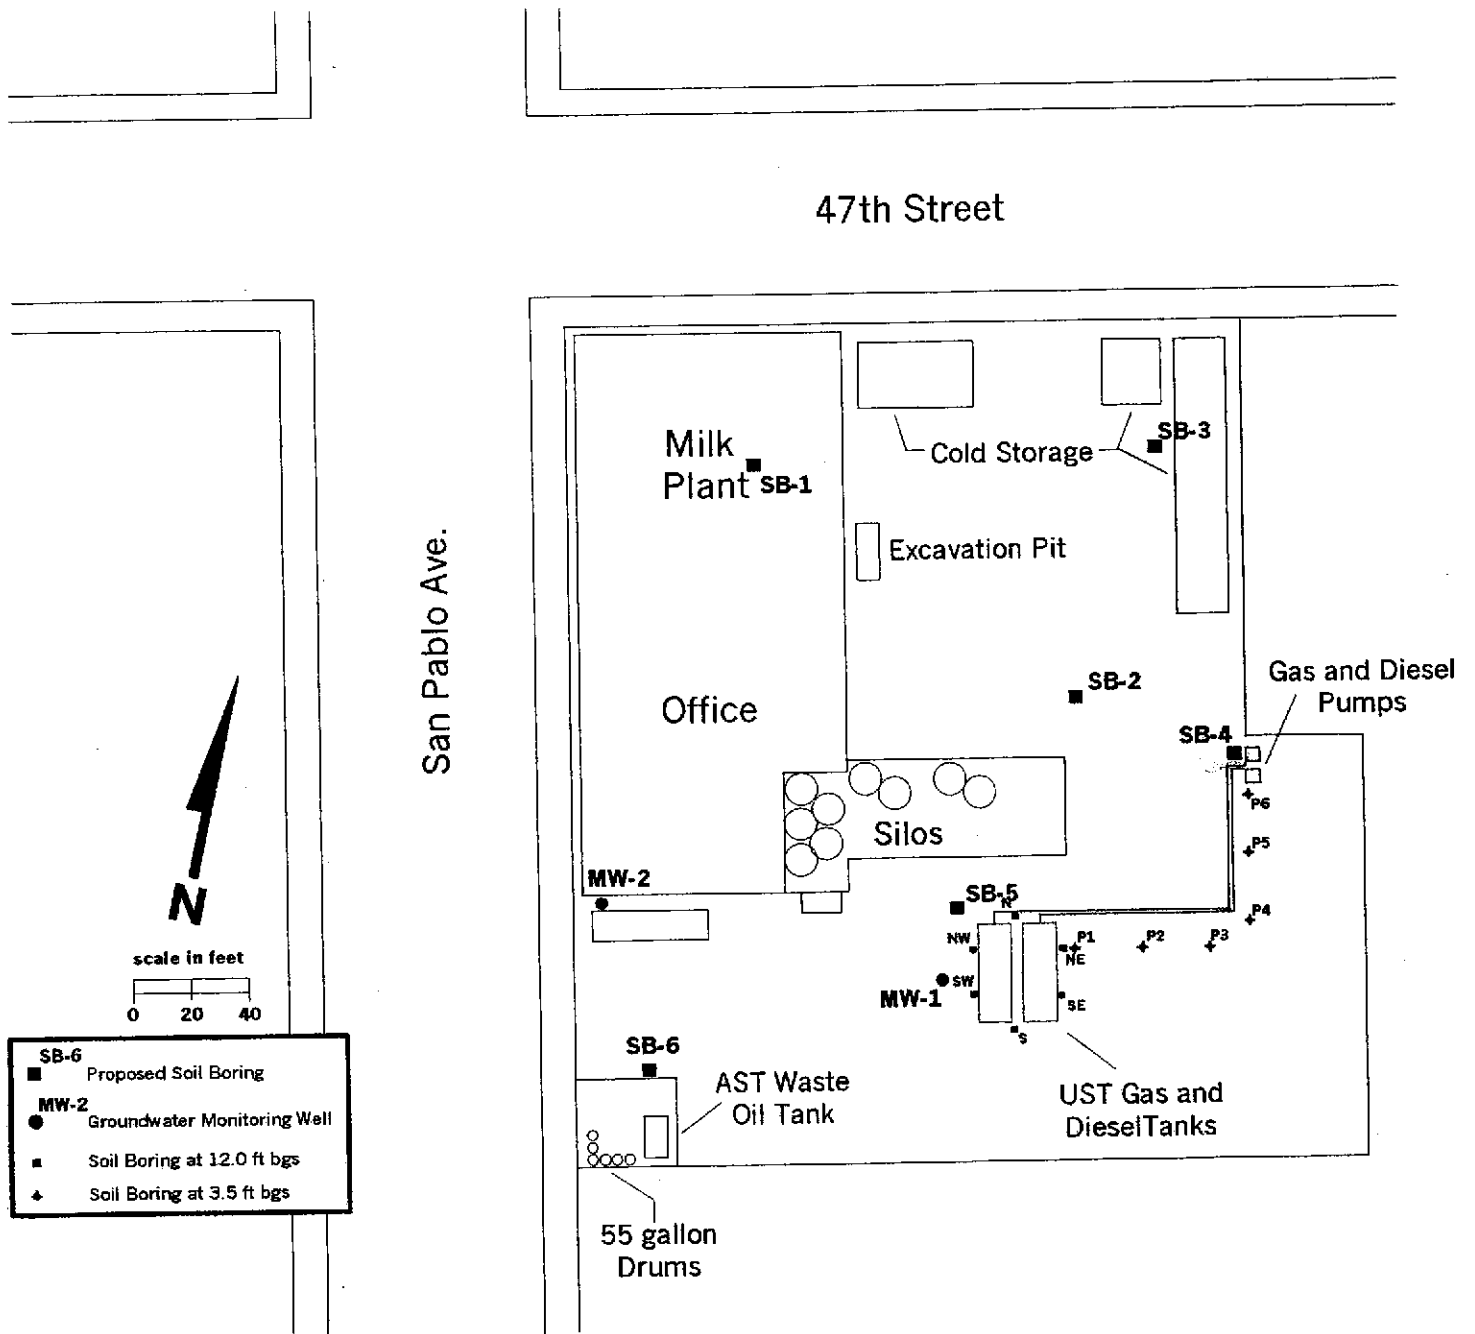 47th Street
San Pablo Ave.
Milk
Plant
SB-1
Cold Storage
SB-3
Excavation Pit
Office
SB-2
Gas and Diesel
Pumps
SB-4
P6
P5
P4
Silos
MW-2
SB-5
N
NW
P1
P2
P3
NE
SW
MW-1
SE
S
N
scale in feet
0 20 40
SB-6
Proposed Soil Boring
MW-2
Groundwater Monitoring Well
Soil Boring at 12.0 ft bgs
Soil Boring at 3.5 ft bgs
SB-6
AST Waste
Oil Tank
UST Gas and
DieselTanks
55 gallon
Drums